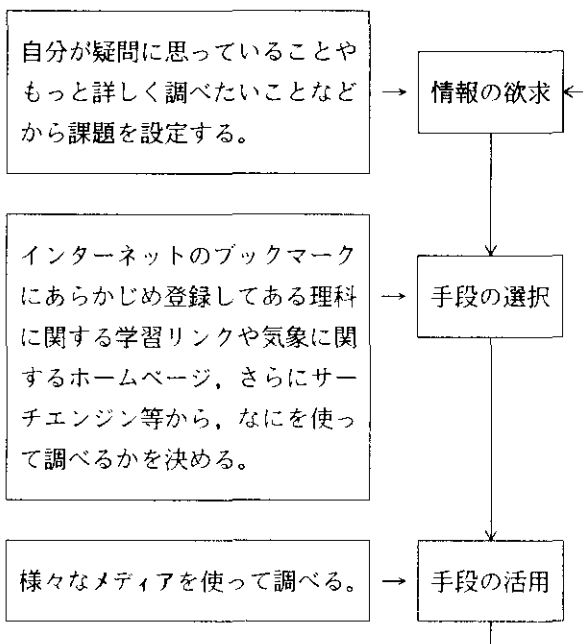 自分が疑問に思っていることや
もっと詳しく調べたいことなど
から課題を設定する。
→
情報の欲求
インターネットのブックマーク
にあらかじめ登録してある理科
に関する学習リンクや気象に関
するホームページ，さらにサー
チエンジン等から，なにを使っ
て調べるかを決める。
→
手段の選択
様々なメディアを使って調べる。
→
手段の活用